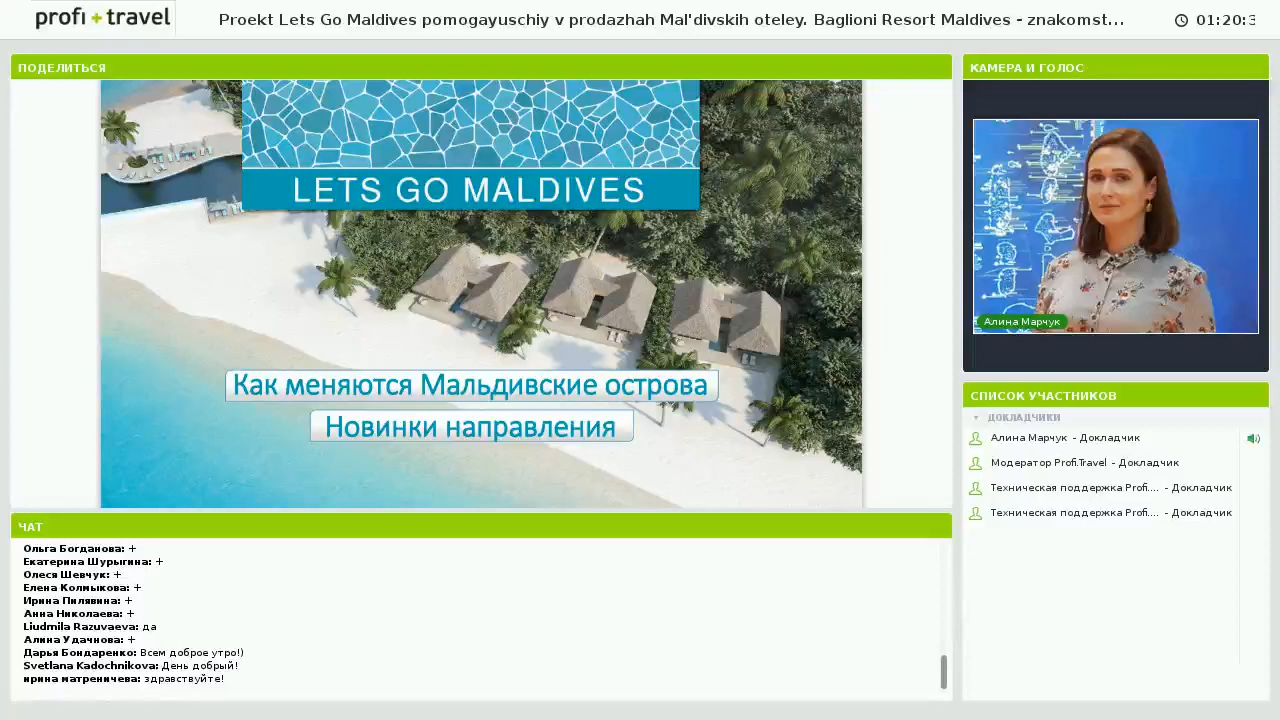 profi + travel
Proekt Lets Go Maldives pomogayuschiy v prodazhah Mal'divskih oteley. Baglioni Resort Maldives - znakomst...
01:20:3
ПОДЕЛИТЬСЯ
LETS GO MALDIVES
Как меняются Мальдивские острова
Новинки направления
КАМЕРА И ГОЛОС
Алина Марчук
СПИСОК УЧАСТНИКОВ
ДОКЛАДЧИКИ
Алина Марчук - Докладчик
Модератор Profi.Travel - Докладчик
Техническая поддержка Profi.... - Докладчик
Техническая поддержка Profi.... - Докладчик
ЧАТ
Ольга Богданова: +
Екатерина Шурыгина: +
Олеся Шевчук: +
Елена Колмыкова: +
Ирина Пилявина: +
Анна Николаева: +
Liudmila Razuvaeva: да
Алина Удачнова: +
Дарья Бондаренко: Всем доброе утро!)
Svetlana Kadochnikova: День добрый!
ирина матреничева: здравствуйте!